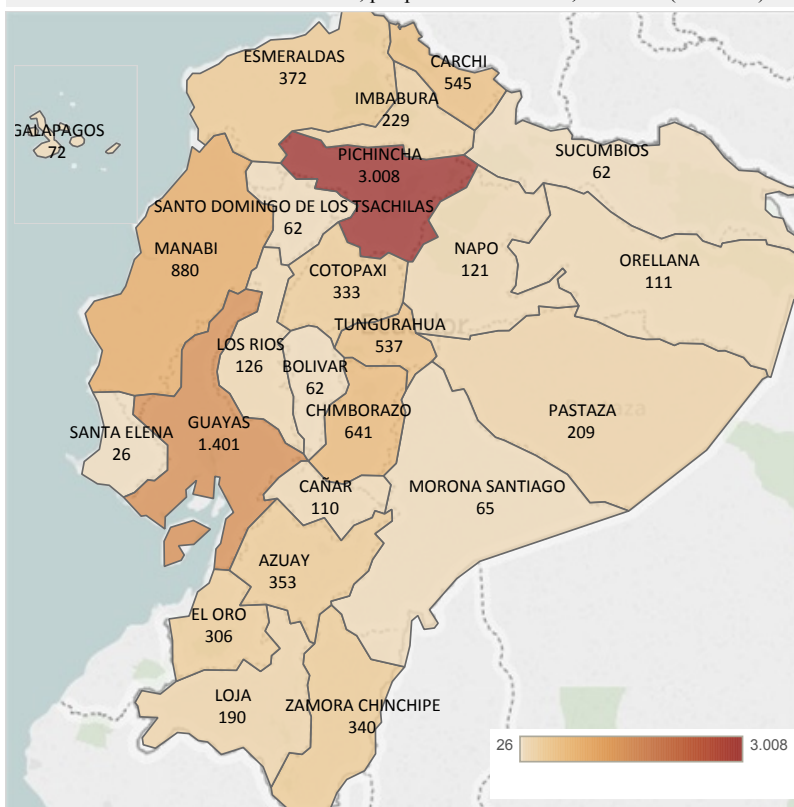 ESMERALDAS
372
CARCHI
545
IMBABURA
229
GALAPAGOS
72
PICHINCHA
3.008
SUCUMBIOS
62
SANTO DOMINGO DE LOS TSACHILAS
62
MANABI
880
NAPO
121
ORELLANA
111
COTOPAXI
333
TUNGURAHUA
537
LOS RIOS
126
BOLIVAR
62
CHIMBORAZO
641
PASTAZA
209
SANTA ELENA
26
GUAYAS
1.401
CAÑAR
110
MORONA SANTIAGO
65
AZUAY
353
EL ORO
306
LOJA
190
ZAMORA CHINCHIPE
340
26
3.008